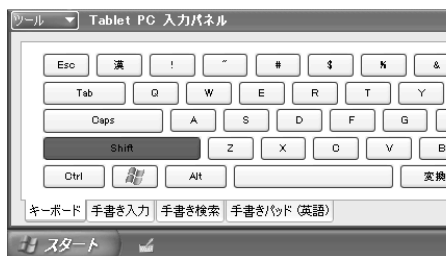 ツール Tablet PC 入力パネル
Esc 漢 ! ~ # $ % &
Tab Q W E R T Y
Caps A S D F G
Shift Z X C V B
Ctrl Alt 変換
キーボード 手書き入力 手書き検索 手書きパッド (英語)
スタート